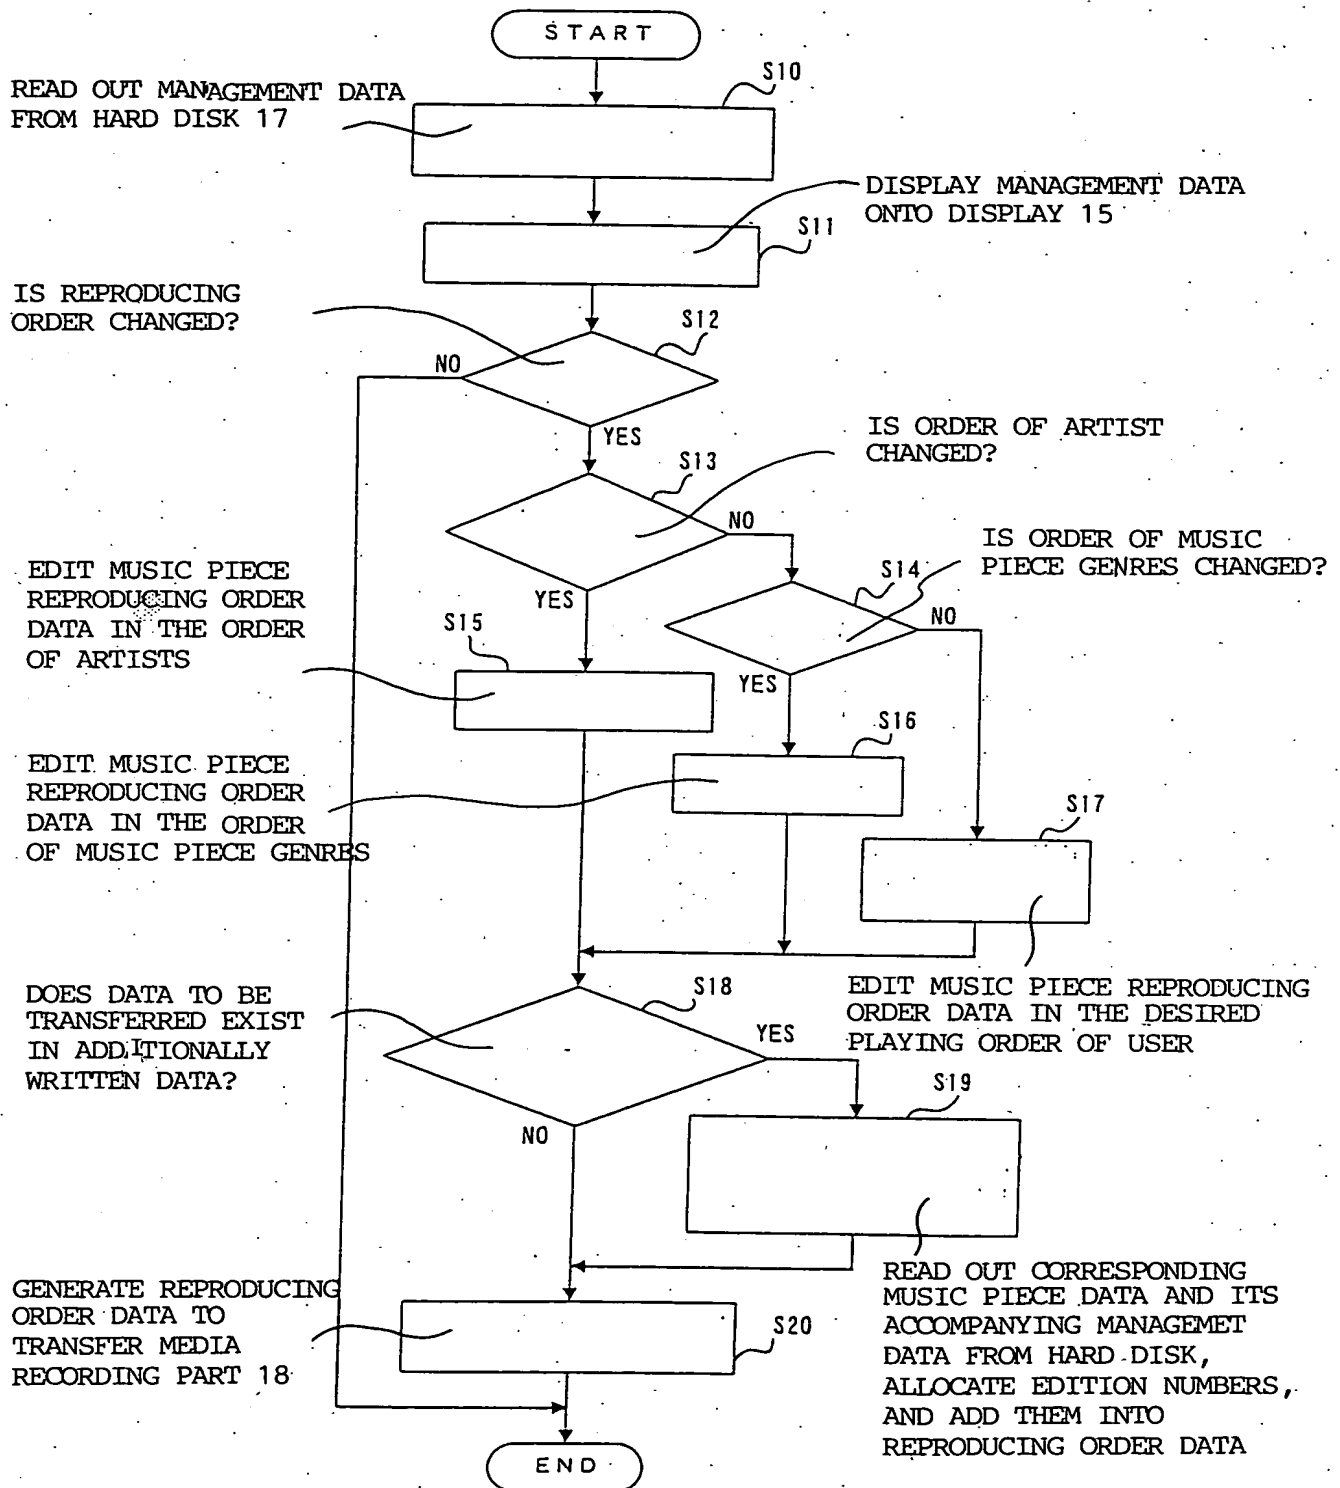 START
S10
READ OUT MANAGEMENT DATA
FROM HARD DISK 17
DISPLAY MANAGEMENT DATA
ONTO DISPLAY 15
S11
IS REPRODUCING
ORDER CHANGED?
S12
NO
YES
IS ORDER OF ARTIST
CHANGED?
S13
NO
IS ORDER OF MUSIC
PIECE GENRES CHANGED?
S14
NO
EDIT MUSIC PIECE
REPRODUCING ORDER
DATA IN THE ORDER
OF ARTISTS
YES
S15
YES
S16
EDIT MUSIC PIECE
REPRODUCING ORDER
DATA IN THE ORDER
OF MUSIC PIECE GENRES
S17
EDIT MUSIC PIECE REPRODUCING
ORDER DATA IN THE DESIRED
PLAYING ORDER OF USER
DOES DATA TO BE
TRANSFERRED EXIST
IN ADDITIONALLY
WRITTEN DATA?
S18
YES
NO
S19
READ OUT CORRESPONDING
MUSIC PIECE DATA AND ITS
ACCOMPANYING MANAGEMET
DATA FROM HARD DISK,
ALLOCATE EDITION NUMBERS,
AND ADD THEM INTO
REPRODUCING ORDER DATA
GENERATE REPRODUCING
ORDER DATA TO
TRANSFER MEDIA
RECORDING PART 18
S20
END